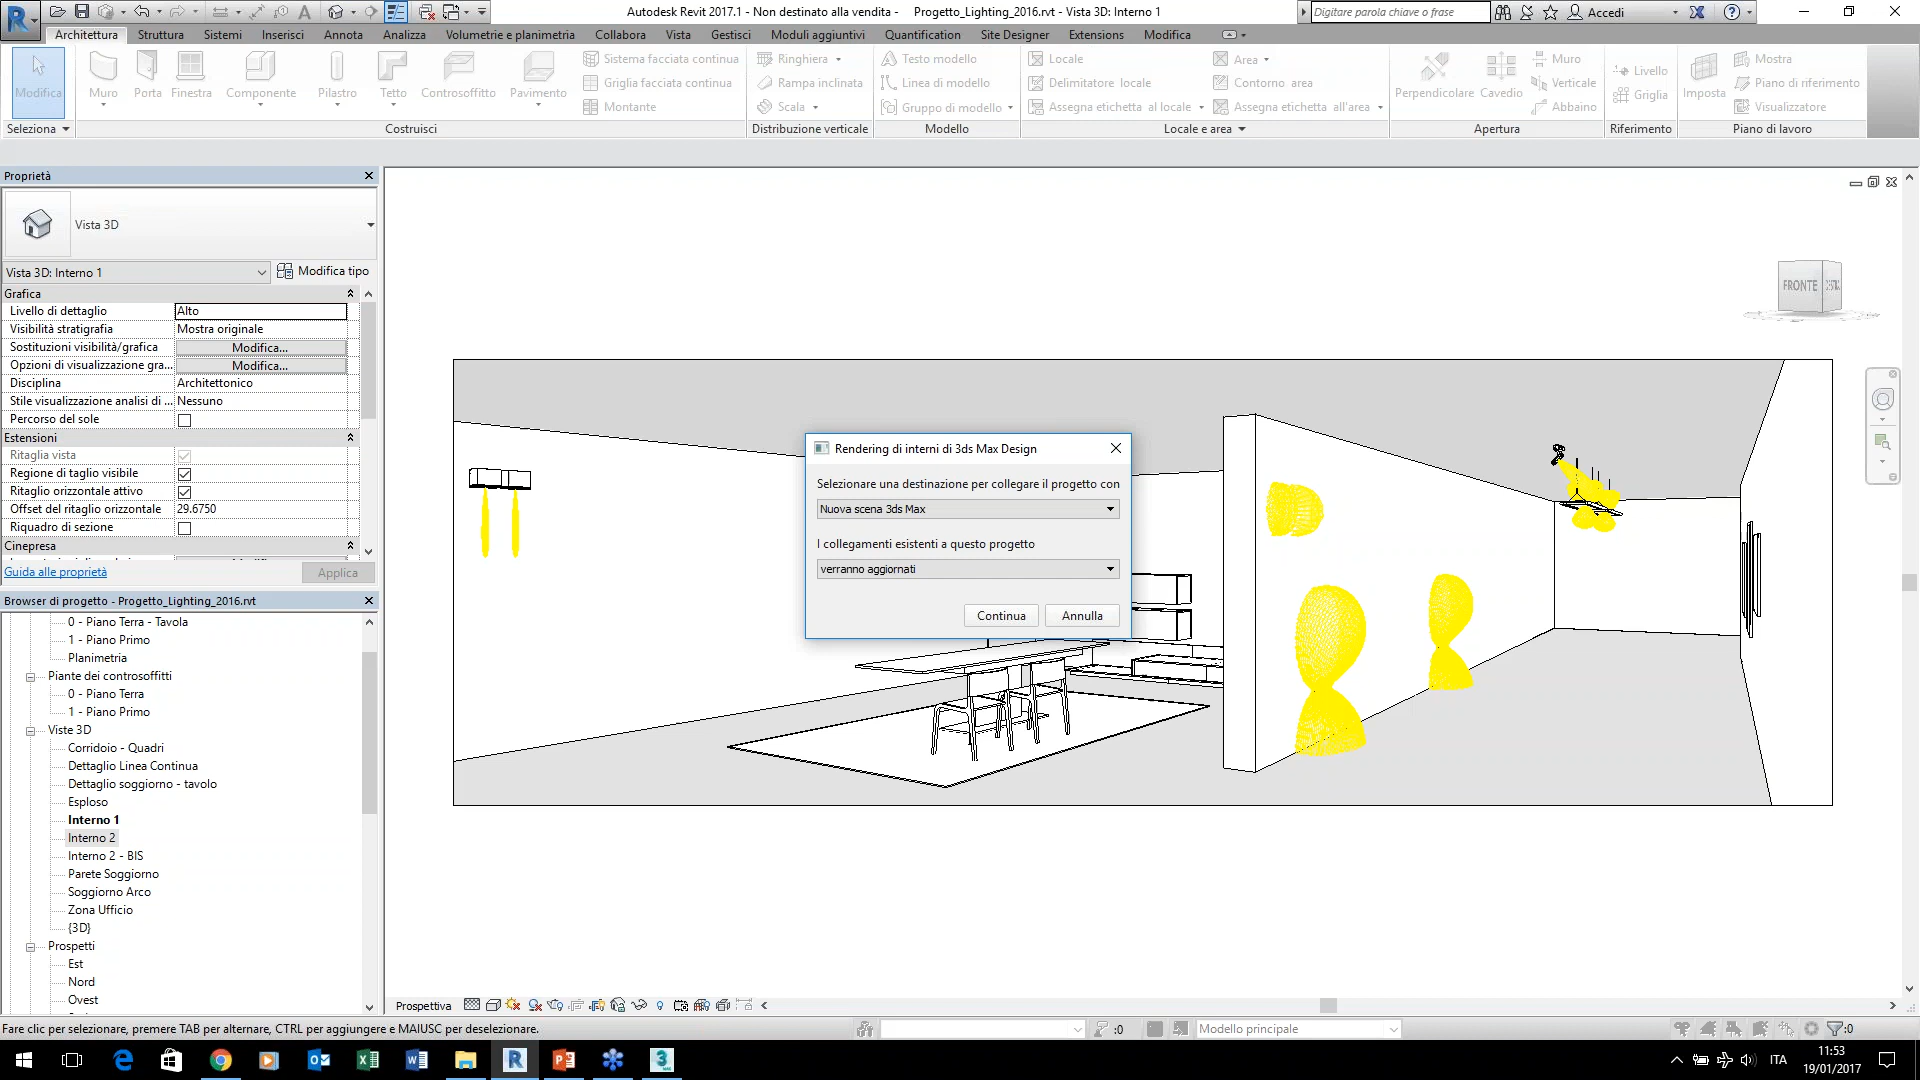 Autodesk Revit 2017.1 - Non destinato alla vendita - Progetto_Lighting_2016.rvt - Vista 3D: Interno 1
Digitare parola chiave o frase
Accedi
Architettura Struttura Sistemi Inserisci Annota Analizza Volumetrie e planimetria Collabora Vista Gestisci Moduli aggiuntivi Quantification Site Designer Extensions Modifica
Modifica
Muro Porta Finestra Componente Pilastro Tetto Controsoffitto Pavimento
Sistema facciata continua
Griglia facciata continua
Montante
Ringhiera
Rampa inclinata
Scala
Testo modello
Linea di modello
Gruppo di modello
Locale
Delimitatore locale
Assegna etichetta al locale
Area
Contorno area
Assegna etichetta all'area
Perpendicolare Cavedio
Muro
Verticale
Abbaino
Livello
Griglia
Imposta
Mostra
Piano di riferimento
Visualizzatore
Seleziona Costruisci Distribuzione verticale Modello Locale e area Apertura Riferimento Piano di lavoro
Proprietà
Vista 3D
Vista 3D: Interno 1
Modifica tipo
Grafica
Livello di dettaglio Alto
Visibilità stratigrafia Mostra originale
Sostituzioni visibilità/grafica Modifica...
Opzioni di visualizzazione gra... Modifica...
Disciplina Architettonico
Stile visualizzazione analisi di ... Nessuno
Percorso del sole
Estensioni
Ritaglia vista
Regione di taglio visibile
Ritaglio orizzontale attivo
Offset del ritaglio orizzontale 29.6750
Riquadro di sezione
Cinepresa
Guida alle proprietà
Applica
Browser di progetto - Progetto_Lighting_2016.rvt
0 - Piano Terra - Tavola
1 - Piano Primo
Planimetria
Piante dei controsoffitti
0 - Piano Terra
1 - Piano Primo
Viste 3D
Corridoio - Quadri
Dettaglio Linea Continua
Dettaglio soggiorno - tavolo
Esploso
Interno 1
Interno 2
Interno 2 - BIS
Parete Soggiorno
Soggiorno Arco
Zona Ufficio
{3D}
Prospetti
Est
Nord
Ovest
FRONTE
Rendering di interni di 3ds Max Design
Selezionare una destinazione per collegare il progetto con
Nuova scena 3ds Max
I collegamenti esistenti a questo progetto
verranno aggiornati
Continua
Annulla
Prospettiva
Fare clic per selezionare, premere TAB per alternare, CTRL per aggiungere e MAIUSC per deselezionare.
:0
Modello principale
:0
ITA
11:53
19/01/2017